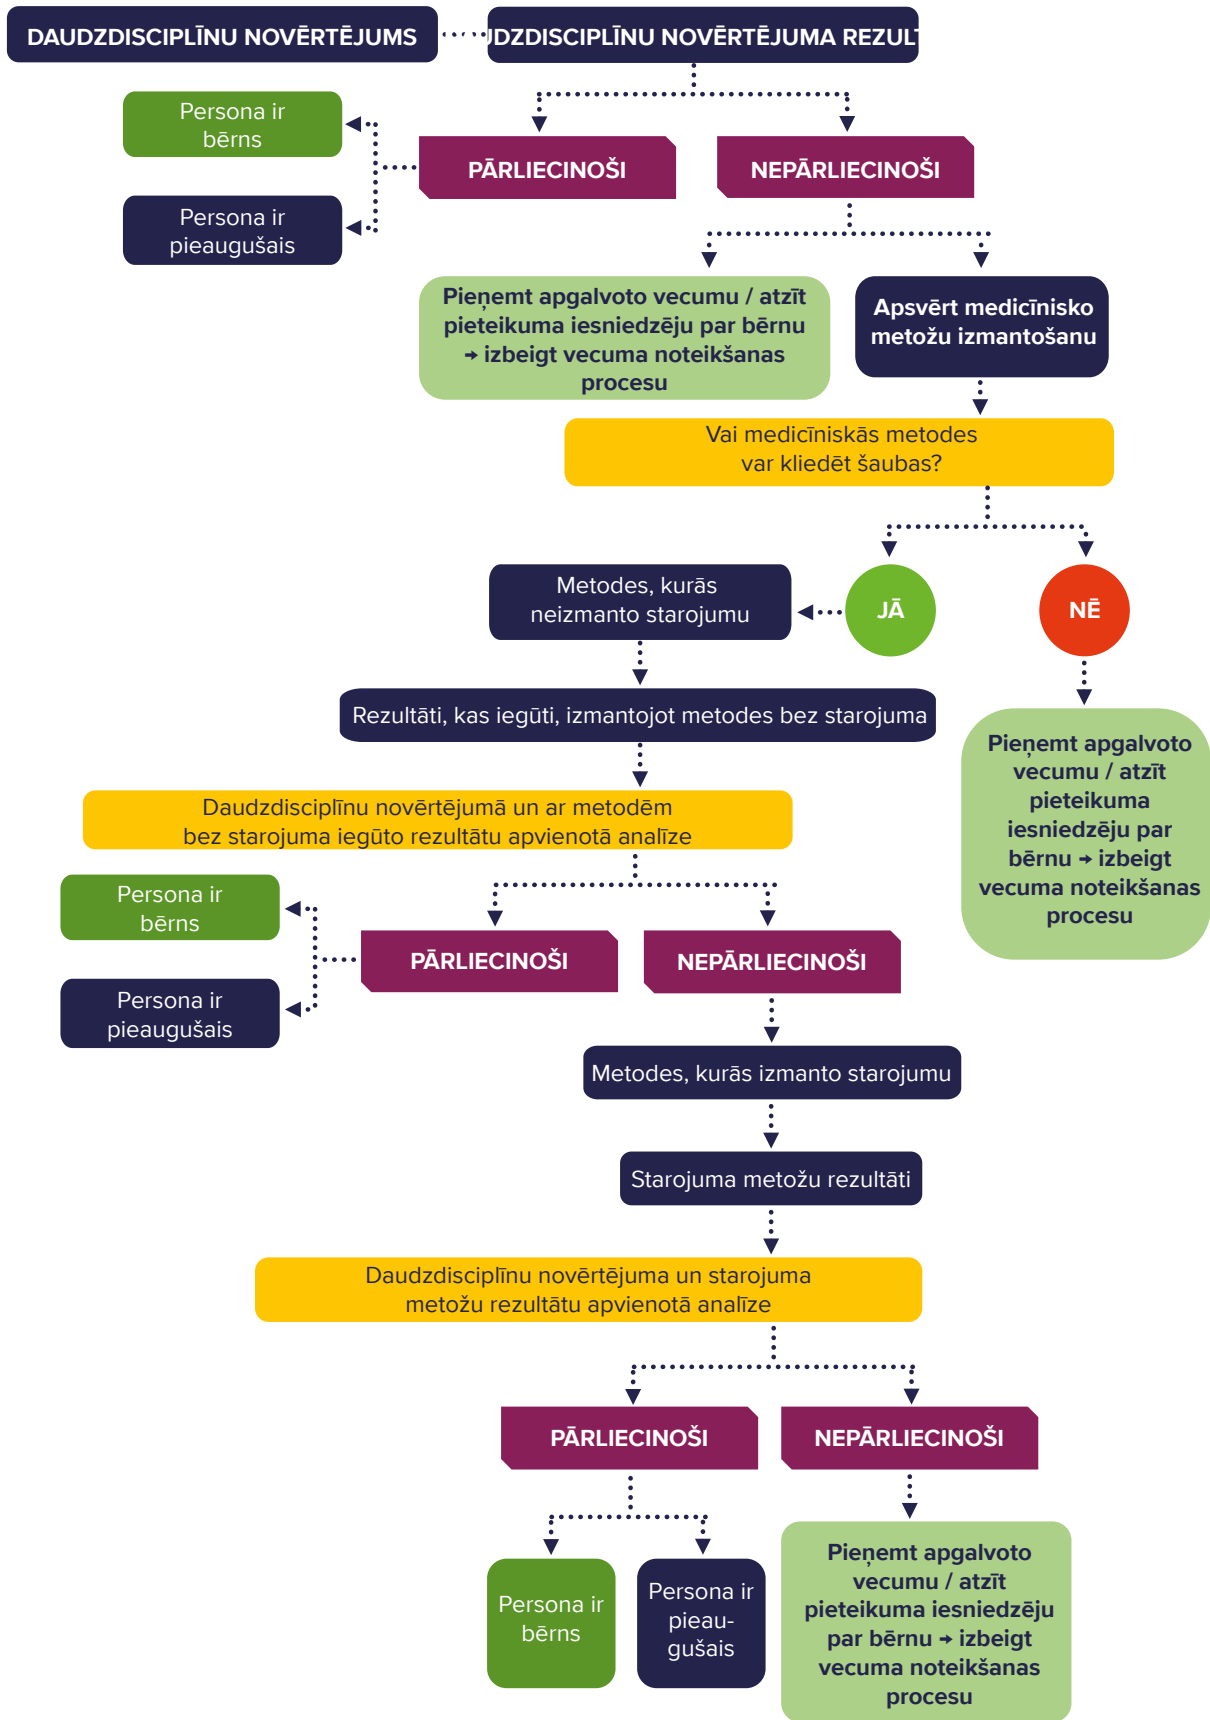 DAUDZDISCIPLĪNU NOVĒRTĒJUMS
NOVĒRTĒJUMA
Persona ir
bērns
PĀRLIECINOŠI
NEPĀRLIECINOŠI
Persona ir
pieaugušais
Pieņemt apgalvoto vecumu / atzīt
pieteikuma iesniedzēju par bērnu
→ izbeigt vecuma noteikšanas
procesu
Apsvērt medicīnisko
metožu izmantošanu
Vai medicīniskās metodes
var kliedēt šaubas?
Metodes, kurās
neizmanto starojumu
JĀ
NĒ
Rezultāti, kas iegūti, izmantojot metodes bez starojuma
Pieņemt apgalvoto
vecumu / atzīt
pieteikuma
iesniedzēju par
bērnu → izbeigt
vecuma noteikšanas
procesu
Daudzdisciplīnu novērtējumā un ar metodēm
bez starojuma iegūto rezultātu apvienotā analīze
Persona ir
bērns
PĀRLIECINOŠI
NEPĀRLIECINOŠI
Persona ir
pieaugušais
Metodes, kurās izmanto starojumu
Starojuma metožu rezultāti
Daudzdisciplīnu novērtējuma un starojuma
metožu rezultātu apvienotā analīze
PĀRLIECINOŠI
NEPĀRLIECINOŠI
Persona ir
bērns
Persona ir
pieau-
gušais
Pieņemt apgalvoto
vecumu / atzīt
pieteikuma iesniedzēju
par bērnu → izbeigt
vecuma noteikšanas
procesu